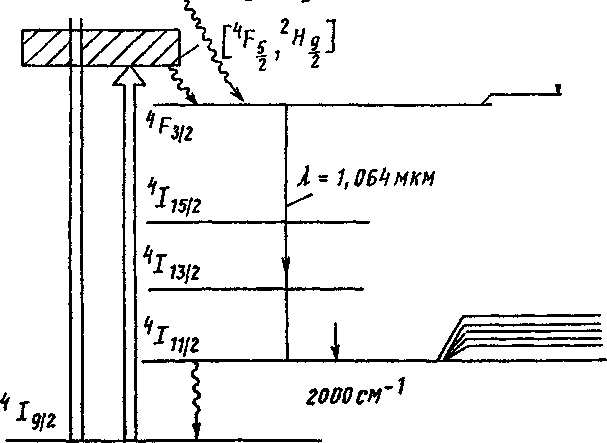 [⁴F₅/₂, ²H₉/₂]
⁴F₃/₂
λ = 1,064 мкм
⁴I₁₅/₂
⁴I₁₃/₂
⁴I₁₁/₂
2000 см⁻¹
⁴I₉/₂